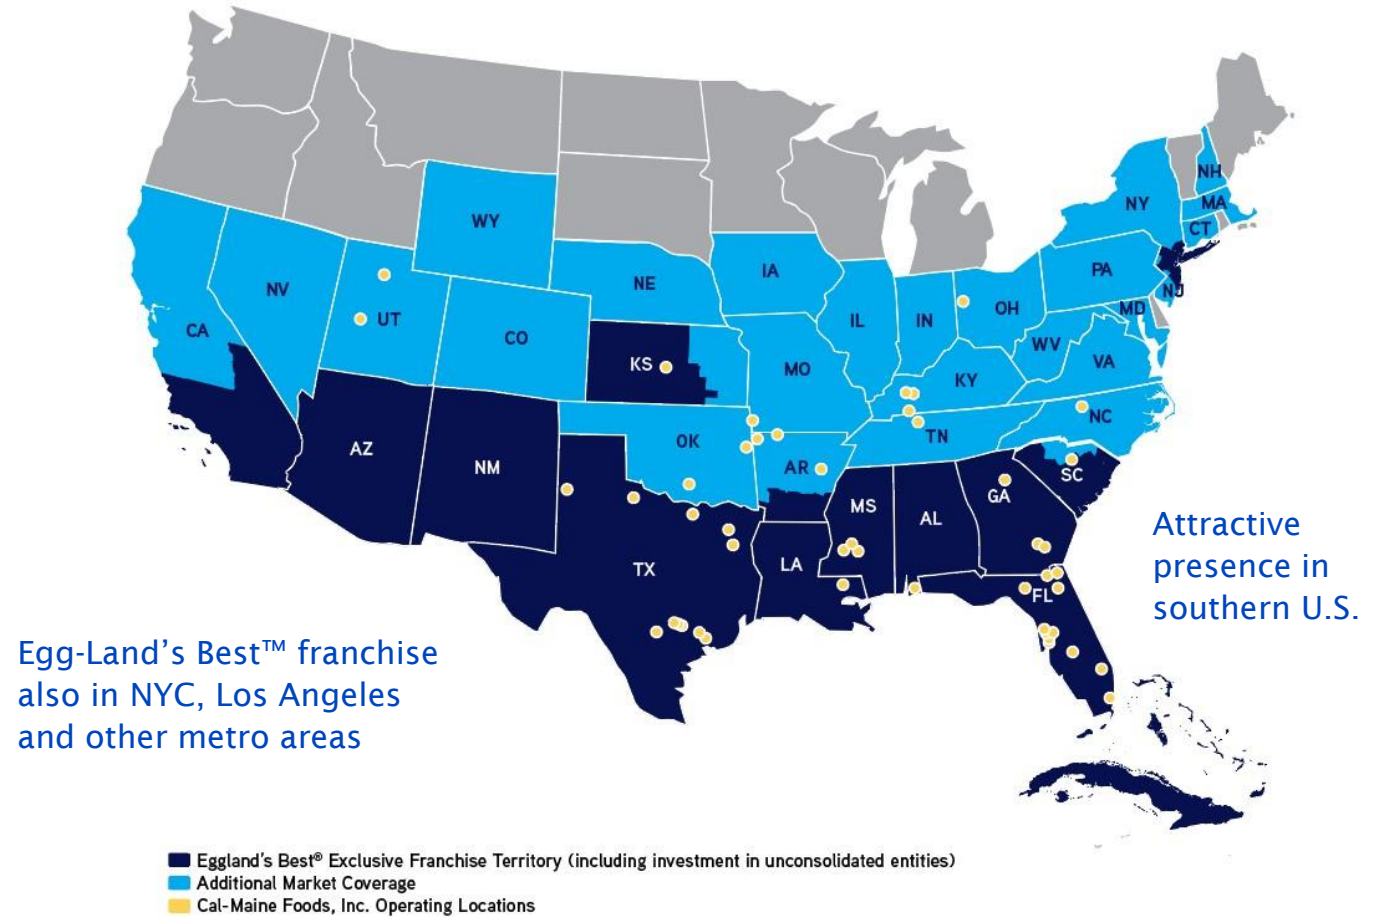 NH
NY
MA
WY
CT
PA
IA
NE
NV
NJ
OH
MD
UT
IL
IN
CA
CO
WV
VA
KS
MO
KY
NC
OK
TN
AZ
NM
AR
SC
GA
MS
AL
LA
TX
FL
Attractive
presence in
southern U.S.
Egg-Land’s Best™ franchise
also in NYC, Los Angeles
and other metro areas
Eggland's Best® Exclusive Franchise Territory (including investment in unconsolidated entities)
Additional Market Coverage
Cal-Maine Foods, Inc. Operating Locations